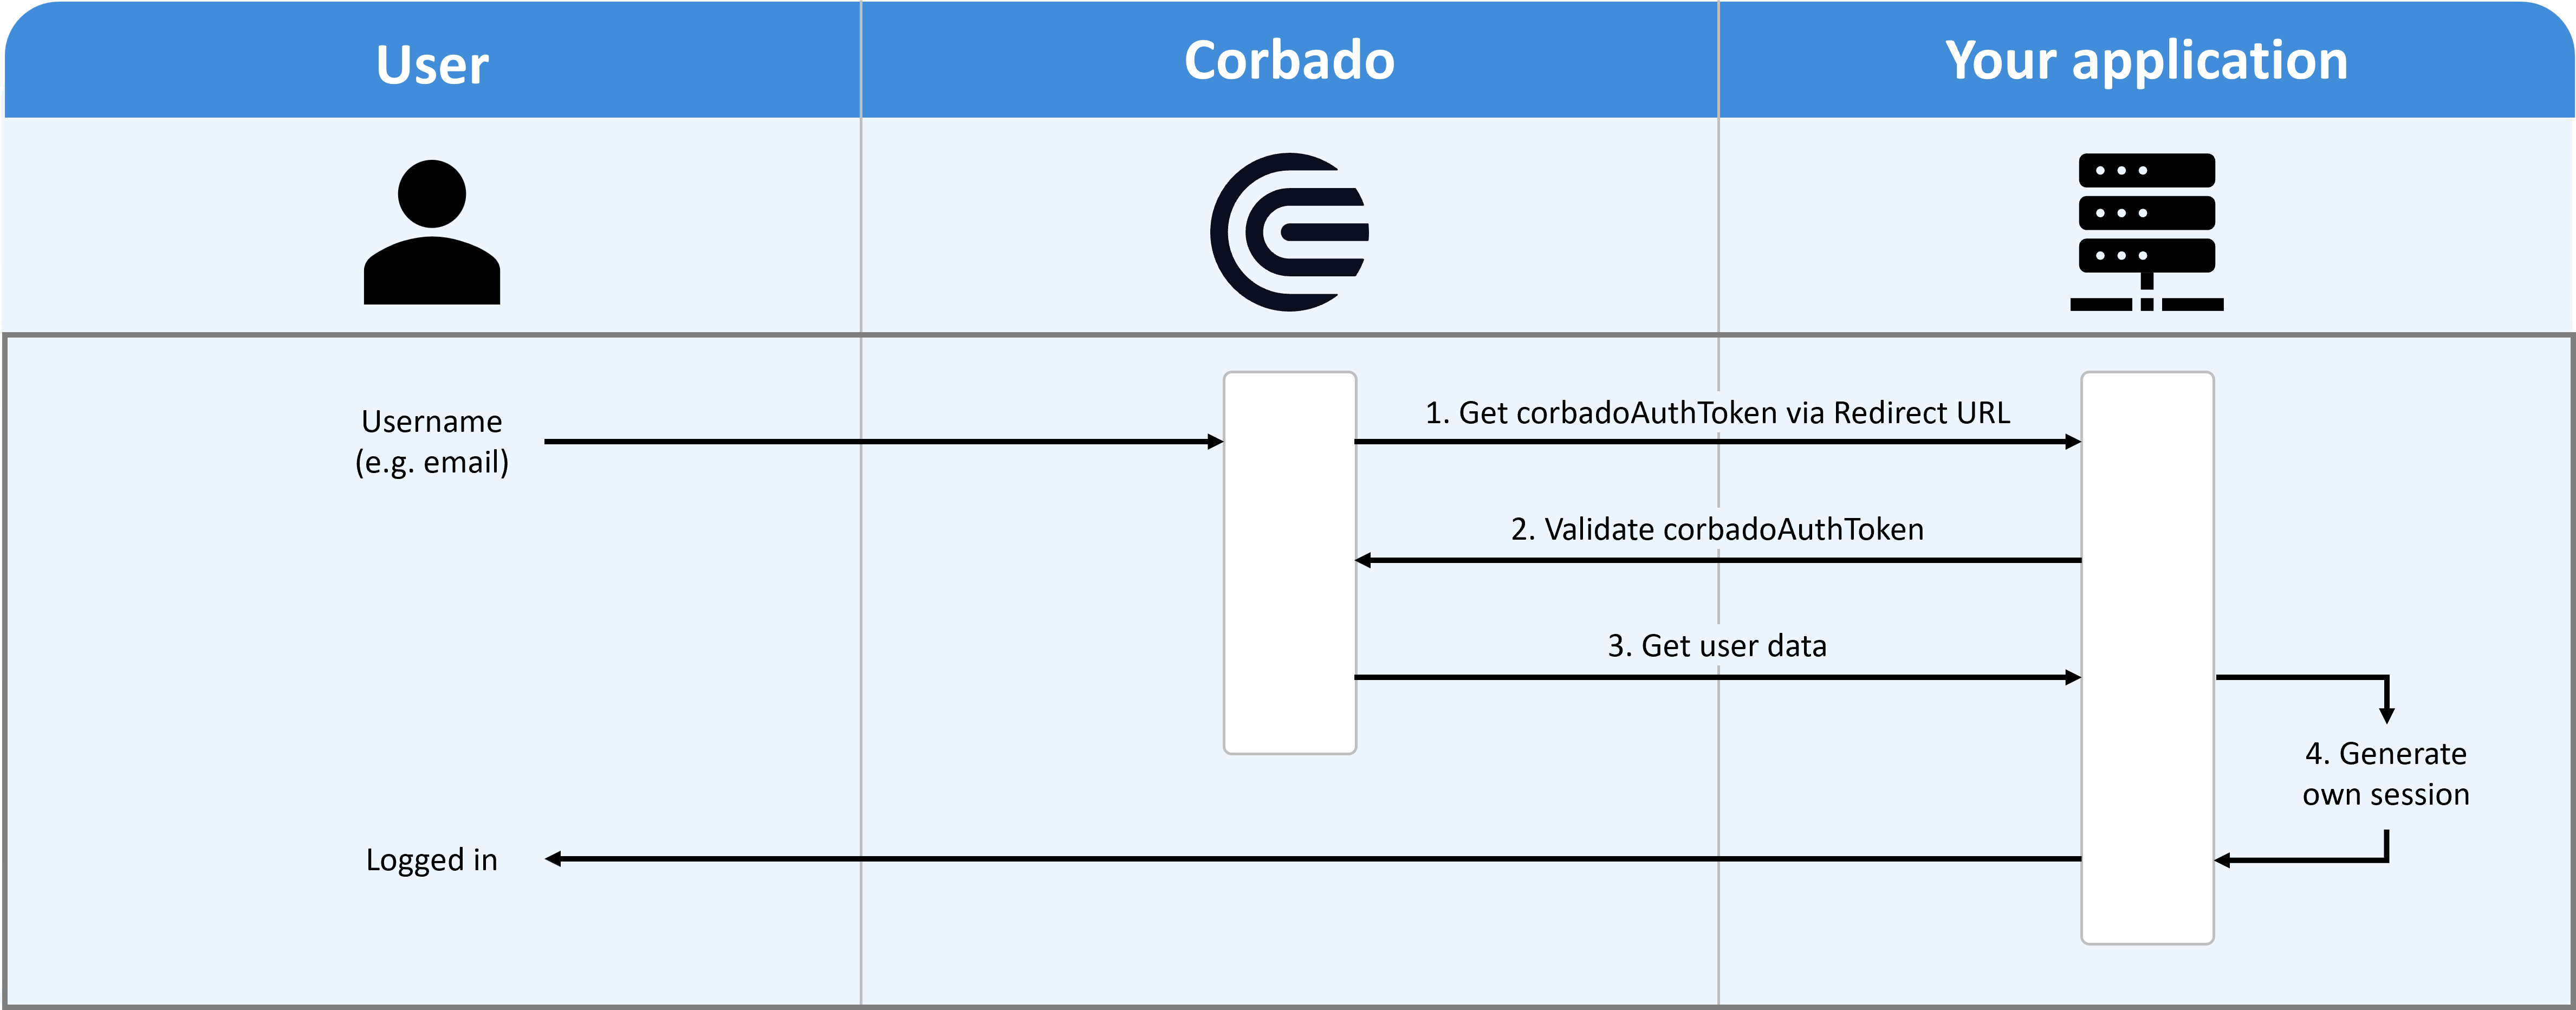 User
Corbado
Your application
Username
(e.g. email)
1. Get corbadoAuthToken via Redirect URL
2. Validate corbadoAuthToken
3. Get user data
4. Generate
own session
Logged in